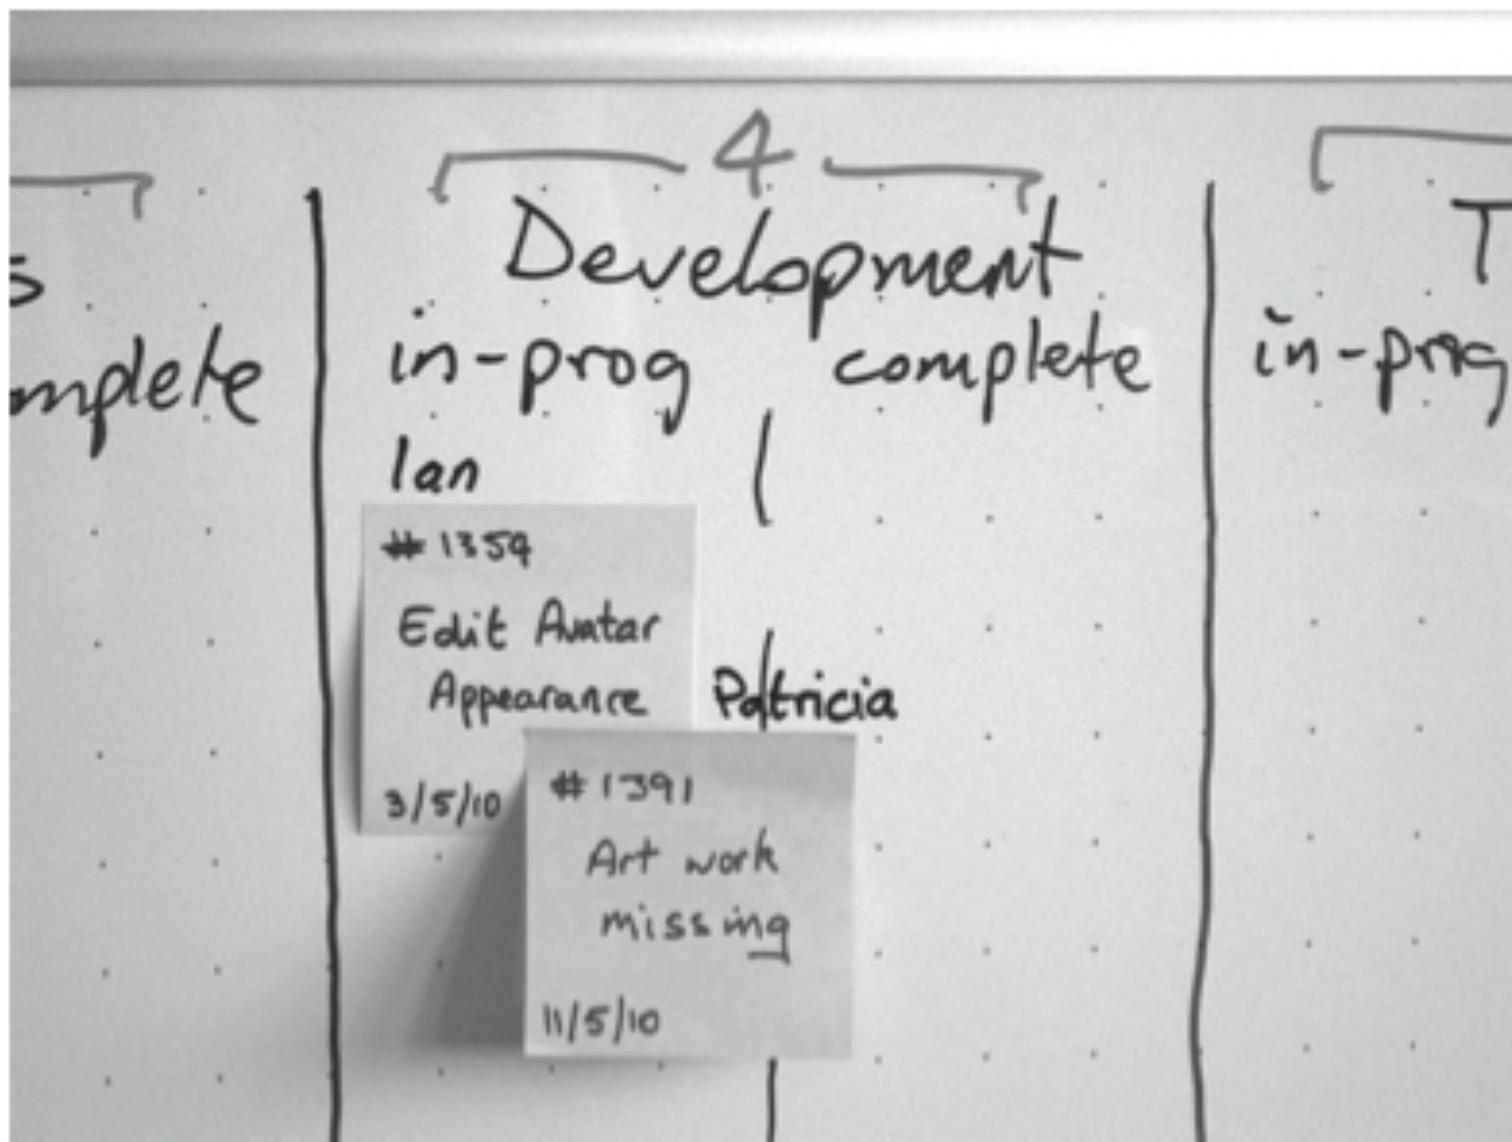 4
Development
in-prog complete
mplete
in-prog
Ian
#1359
Edit Avatar
Appearance
3/5/10
Patricia
#1391
Art work
missing
11/5/10